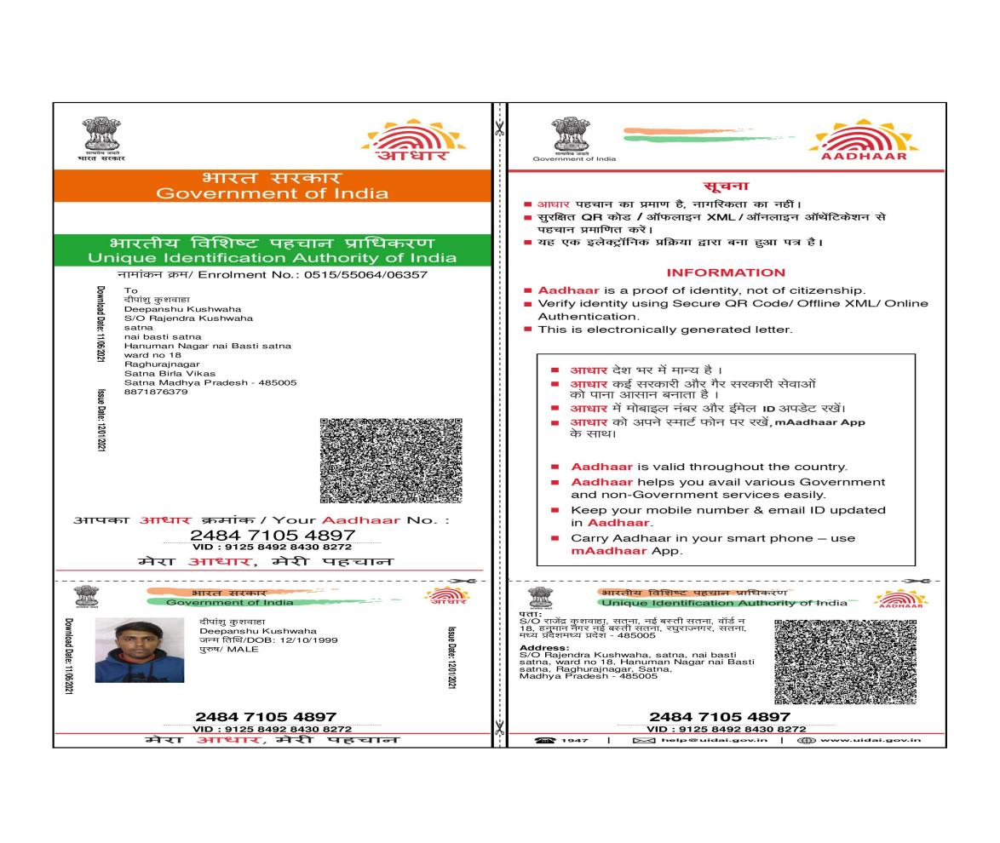 सत्यमेव जयते
भारत सरकार
आधार
भारत सरकार
Government of India
भारतीय विशिष्ट पहचान प्राधिकरण
Unique Identification Authority of India
नामांकन क्रम/ Enrolment No.: 0515/55064/06357
Download Date: 11/06/2021
Issue Date: 12/01/2021
To
दीपांशु कुशवाहा
Deepanshu Kushwaha
S/O Rajendra Kushwaha
satna
nai basti satna
Hanuman Nagar nai Basti satna
ward no 18
Raghurajnagar
Satna Birla Vikas
Satna Madhya Pradesh - 485005
8871876379
आपका आधार क्रमांक / Your Aadhaar No. :
2484 7105 4897
VID : 9125 8492 8430 8272
मेरा आधार, मेरी पहचान
भारत सरकार
Government of India
आधार
Download Date: 11/06/2021
दीपांशु कुशवाहा
Deepanshu Kushwaha
जन्म तिथि/DOB: 12/10/1999
पुरुष/ MALE
Issue Date: 12/01/2021
2484 7105 4897
VID : 9125 8492 8430 8272
मेरा आधार, मेरी पहचान
सत्यमेव जयते
Government of India
AADHAAR
सूचना
आधार पहचान का प्रमाण है, नागरिकता का नहीं।
सुरक्षित QR कोड / ऑफलाइन XML / ऑनलाइन ऑथेंटिकेशन से
पहचान प्रमाणित करें।
यह एक इलेक्ट्रॉनिक प्रक्रिया द्वारा बना हुआ पत्र है।
INFORMATION
Aadhaar is a proof of identity, not of citizenship.
Verify identity using Secure QR Code/ Offline XML/ Online
Authentication.
This is electronically generated letter.
आधार देश भर में मान्य है ।
आधार कई सरकारी और गैर सरकारी सेवाओं
को पाना आसान बनाता है ।
आधार में मोबाइल नंबर और ईमेल ID अपडेट रखें।
आधार को अपने स्मार्ट फोन पर रखें, mAadhaar App
के साथ।
Aadhaar is valid throughout the country.
Aadhaar helps you avail various Government
and non-Government services easily.
Keep your mobile number & email ID updated
in Aadhaar.
Carry Aadhaar in your smart phone – use
mAadhaar App.
भारतीय विशिष्ट पहचान प्राधिकरण
Unique Identification Authority of India
AADHAAR
पता:
S/O राजेंद्र कुशवाहा, सतना, नई बस्ती सतना, वॉर्ड न
18, हनुमान नगर नई बस्ती सतना, रघुराजनगर, सतना,
मध्य प्रदेशमध्य प्रदेश - 485005
Address:
S/O Rajendra Kushwaha, satna, nai basti
satna, ward no 18, Hanuman Nagar nai Basti
satna, Raghurajnagar, Satna,
Madhya Pradesh - 485005
2484 7105 4897
VID : 9125 8492 8430 8272
1947 | help@uidai.gov.in | www.uidai.gov.in